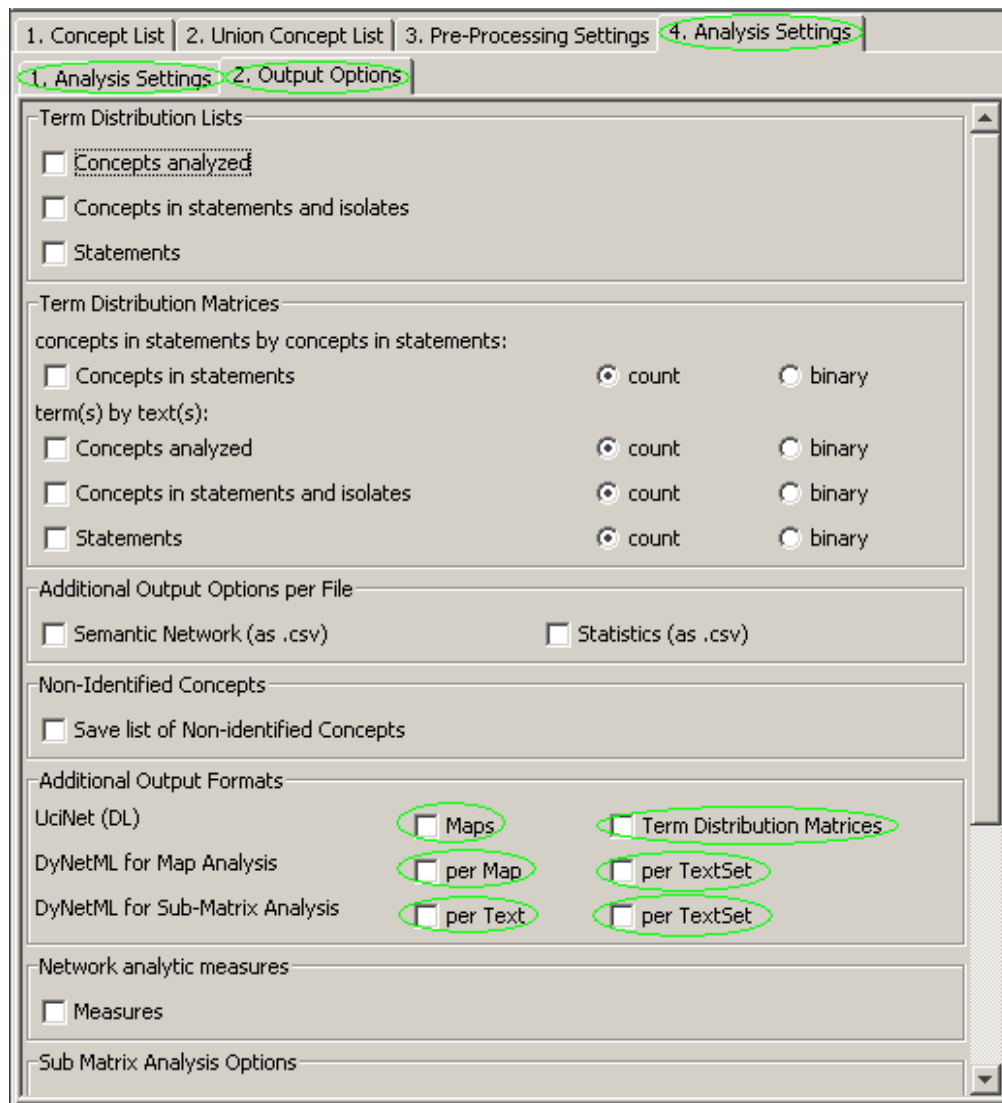 1. Concept List 2. Union Concept List 3. Pre-Processing Settings 4. Analysis Settings
1. Analysis Settings 2. Output Options
Term Distribution Lists
Concepts analyzed
Concepts in statements and isolates
Statements
Term Distribution Matrices
concepts in statements by concepts in statements:
Concepts in statements count binary
term(s) by text(s):
Concepts analyzed count binary
Concepts in statements and isolates count binary
Statements count binary
Additional Output Options per File
Semantic Network (as .csv) Statistics (as .csv)
Non-Identified Concepts
Save list of Non-identified Concepts
Additional Output Formats
UciNet (DL) Maps Term Distribution Matrices
DyNetML for Map Analysis per Map per TextSet
DyNetML for Sub-Matrix Analysis per Text per TextSet
Network analytic measures
Measures
Sub Matrix Analysis Options